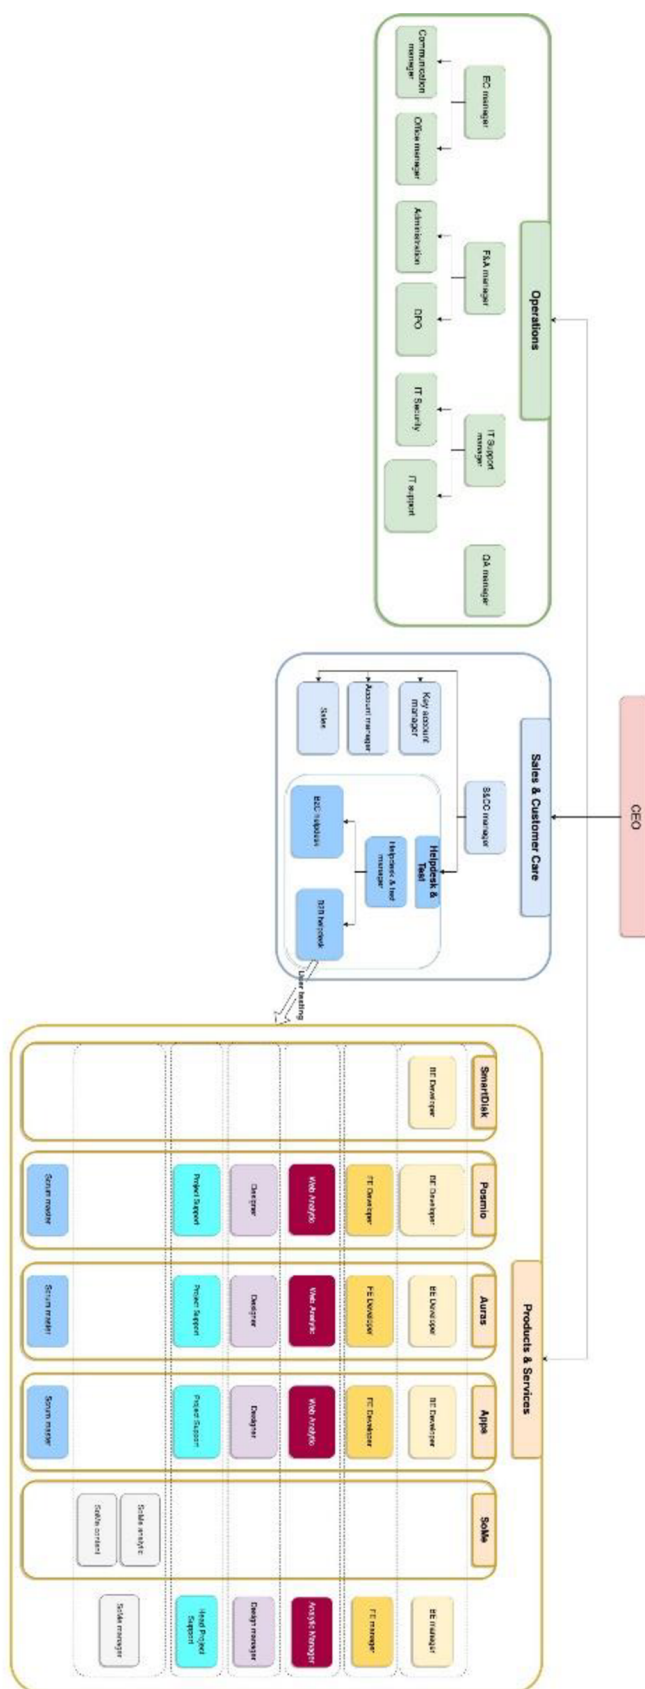 CEO
Operations
EO manager
Communication
manager
Office manager
F&A manager
Administration
DPO
IT Support
manager
IT Security
IT support
QA manager
Sales & Customer Care
S&CC manager
Key account
manager
Account manager
Sales
Helpdesk &
Test
Helpdesk & test
manager
B2C helpdesk
B2B helpdesk
User testing
Products & Services
SmartDisk
Posmio
Auras
Apps
SoMe
BE Developer
BE Developer
BE Developer
BE Developer
BE manager
FE Developer
FE Developer
FE Developer
FE manager
Web Analytic
Web Analytic
Web Analytic
Analytic Manager
Designer
Designer
Designer
Design manager
Project Support
Project Support
Project Support
Head Project
Support
SoMe analytic
SoMe content
SoMe manager
Scrum master
Scrum master
Scrum master